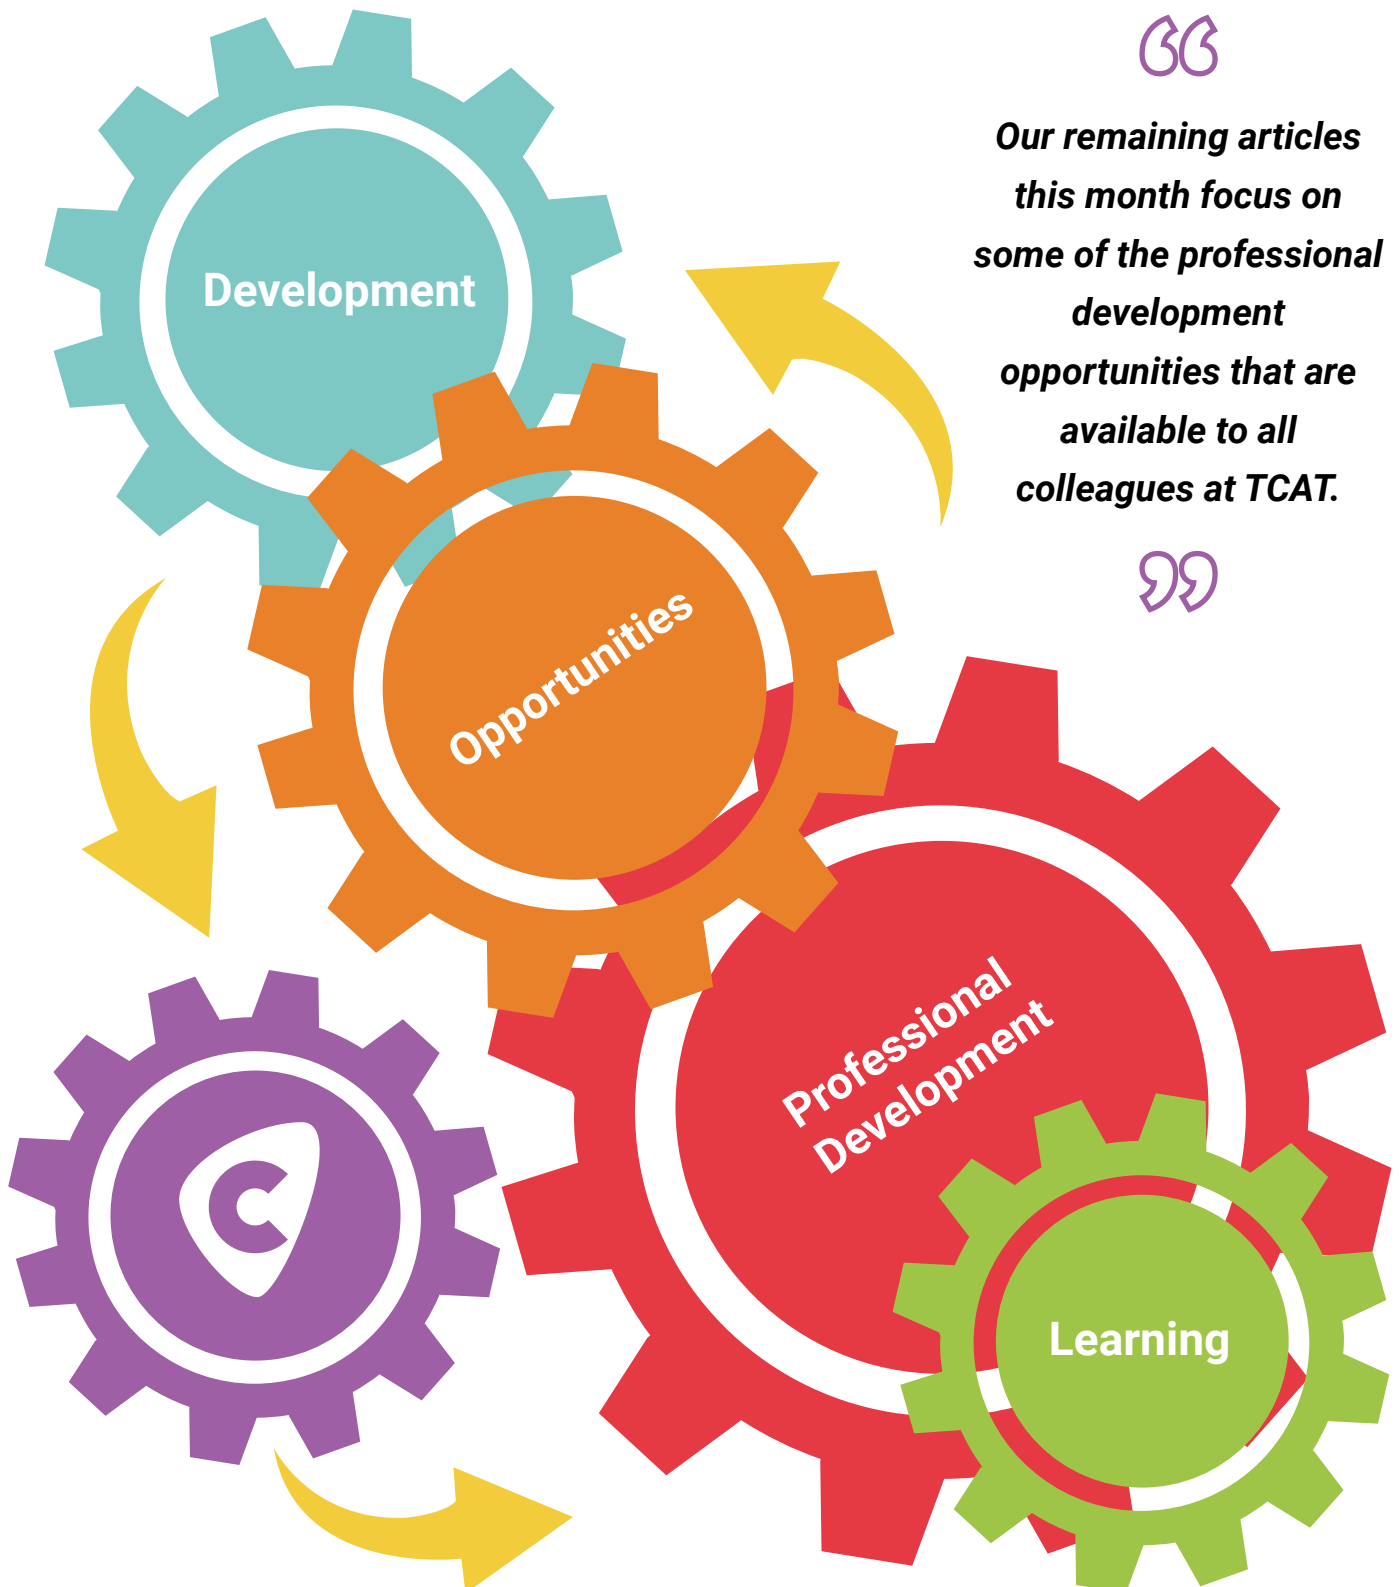 Our remaining articles
this month focus on
some of the professional
development
opportunities that are
available to all
colleagues at TCAT.
Development
Opportunities
Professional
Development
C
Learning